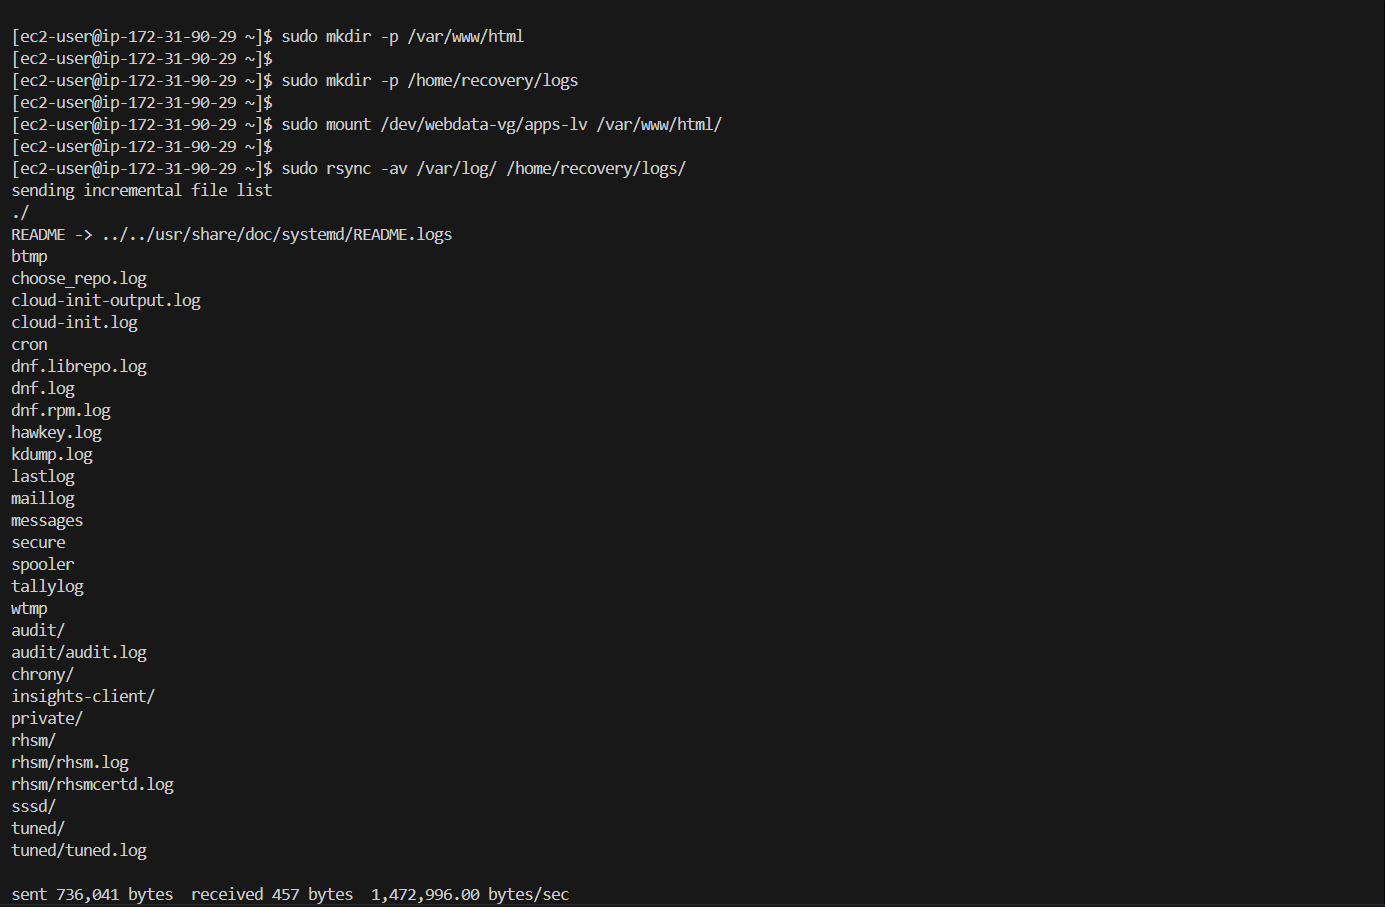 [ec2-user@ip-172-31-90-29 ~]$ sudo mkdir -p /var/www/html
[ec2-user@ip-172-31-90-29 ~]$
[ec2-user@ip-172-31-90-29 ~]$ sudo mkdir -p /home/recovery/logs
[ec2-user@ip-172-31-90-29 ~]$
[ec2-user@ip-172-31-90-29 ~]$ sudo mount /dev/webdata-vg/apps-lv /var/www/html/
[ec2-user@ip-172-31-90-29 ~]$
[ec2-user@ip-172-31-90-29 ~]$ sudo rsync -av /var/log/ /home/recovery/logs/
sending incremental file list
./
README -> ../../usr/share/doc/systemd/README.logs
btmp
choose_repo.log
cloud-init-output.log
cloud-init.log
cron
dnf.librepo.log
dnf.log
dnf.rpm.log
hawkey.log
kdump.log
lastlog
maillog
messages
secure
spooler
tallylog
wtmp
audit/
audit/audit.log
chrony/
insights-client/
private/
rhsm/
rhsm/rhsm.log
rhsm/rhsmcertd.log
sssd/
tuned/
tuned/tuned.log
sent 736,041 bytes  received 457 bytes  1,472,996.00 bytes/sec